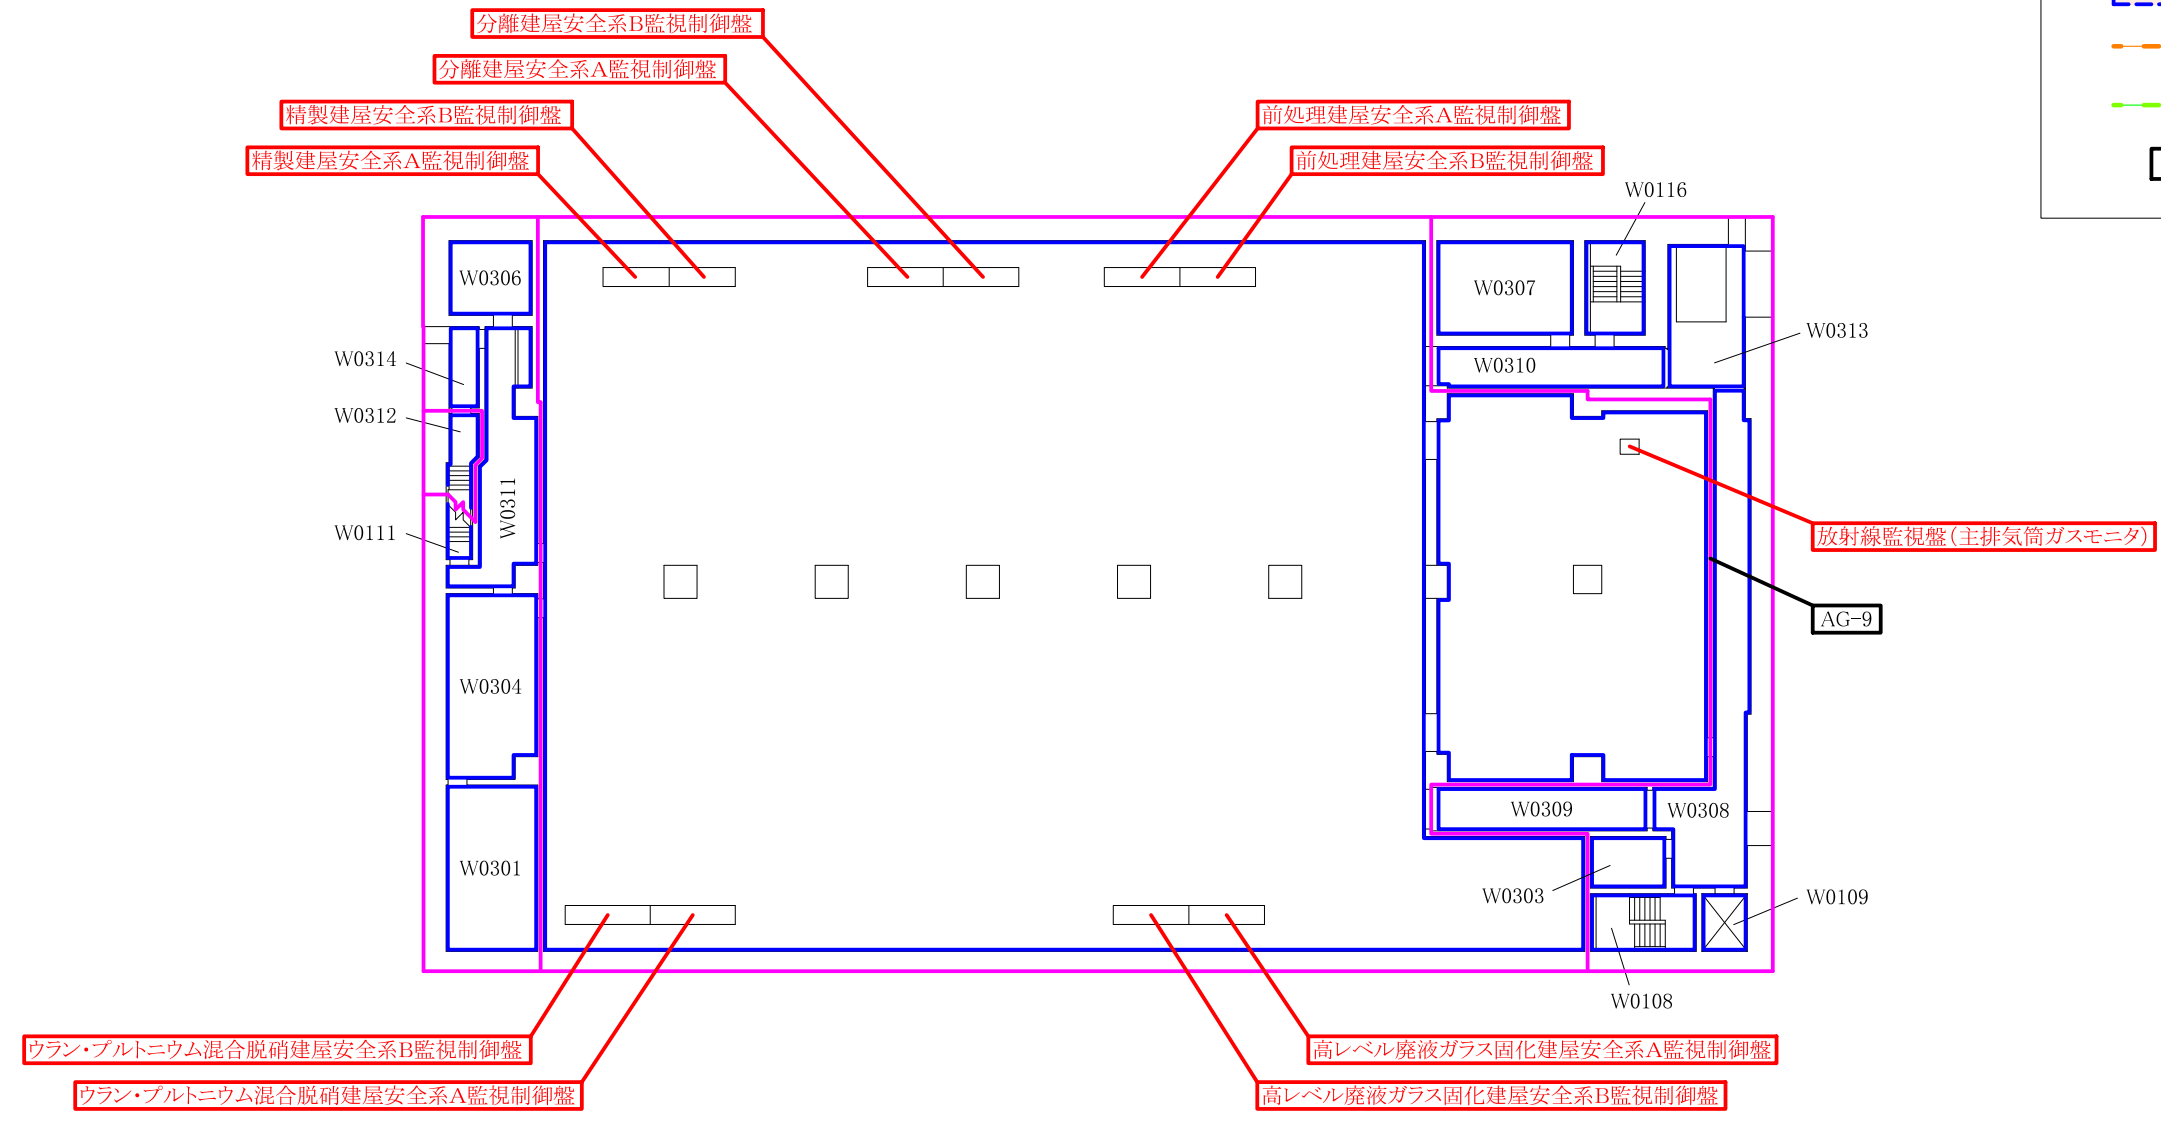 分離建屋安全系B監視制御盤
分離建屋安全系A監視制御盤
精製建屋安全系B監視制御盤
前処理建屋安全系A監視制御盤
精製建屋安全系A監視制御盤
前処理建屋安全系B監視制御盤
W0116
W0306
W0307
W0313
W0314
W0310
W0312
W0311
W0111
放射線監視盤(主排気筒ガスモニタ)
AG-9
W0304
W0309
W0308
W0301
W0303
W0109
W0108
ウラン・プルトニウム混合脱硝建屋安全系B監視制御盤
高レベル廃液ガラス固化建屋安全系A監視制御盤
ウラン・プルトニウム混合脱硝建屋安全系A監視制御盤
高レベル廃液ガラス固化建屋安全系B監視制御盤